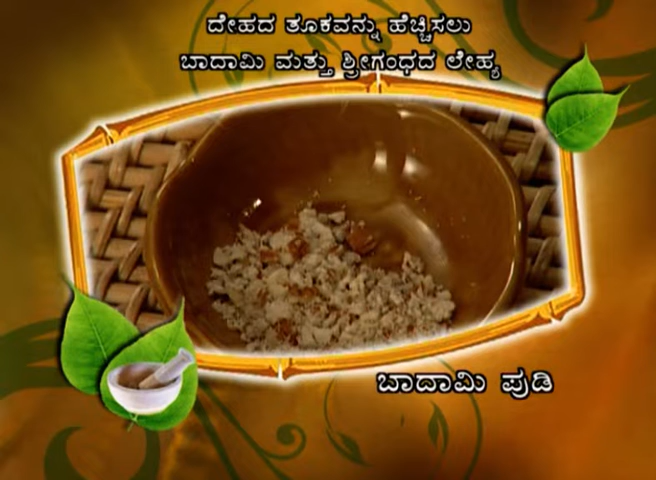 ದೇಹದ ತೂಕವನ್ನು ಹೆಚ್ಚಿಸಲು
ಬಾದಾಮಿ ಮತ್ತು ಶ್ರೀಗಂಧದ ಲೇಹ್ಯ
ಬಾದಾಮಿ ಪುಡಿ